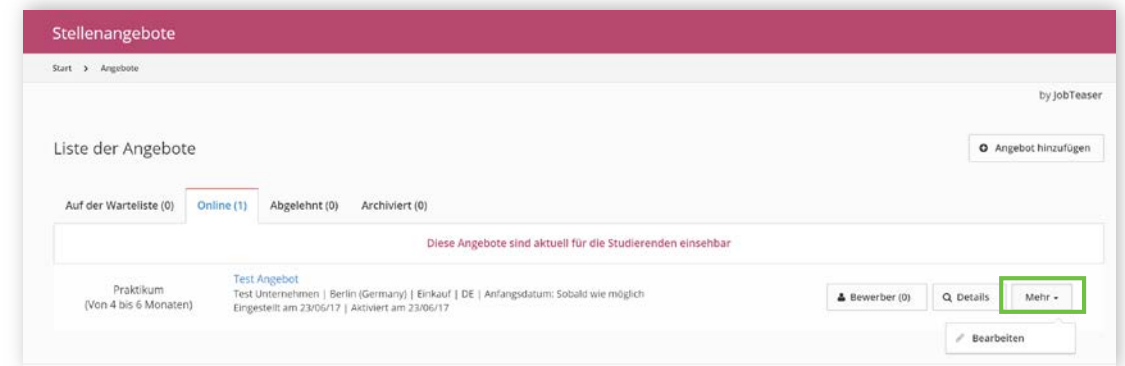 Stellenangebote
Start > Angebote
by JobTeaser
Liste der Angebote
Angebot hinzufügen
Auf der Warteliste (0) Online (1) Abgelehnt (0) Archiviert (0)
Diese Angebote sind aktuell für die Studierenden einsehbar
Praktikum
(Von 4 bis 6 Monaten)
Test Angebot
Test Unternehmen | Berlin (Germany) | Einkauf | DE | Anfangsdatum: Sobald wie möglich
Eingestellt am 23/06/17 | Aktiviert am 23/06/17
Bewerber (0) Details Mehr
Bearbeiten